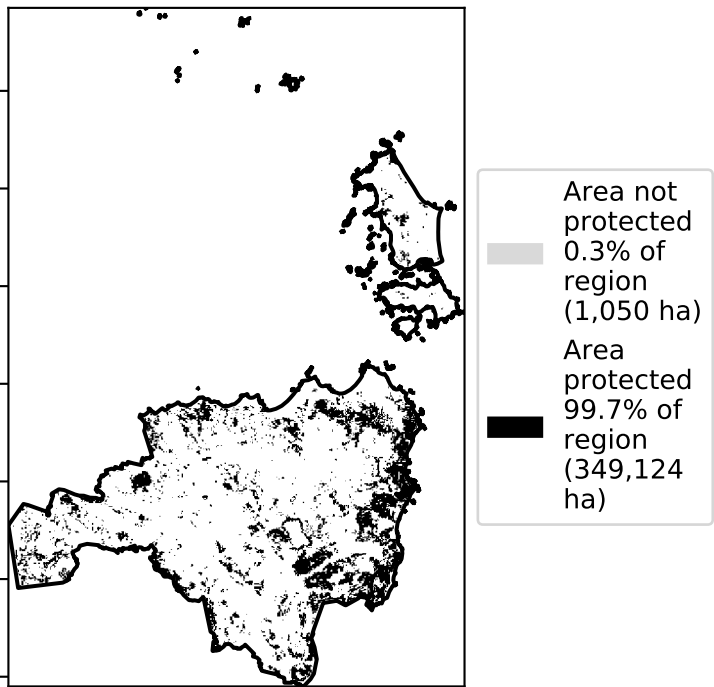 Area not
protected
0.3% of
region
(1,050 ha)
Area
protected
99.7% of
region
(349,124
ha)